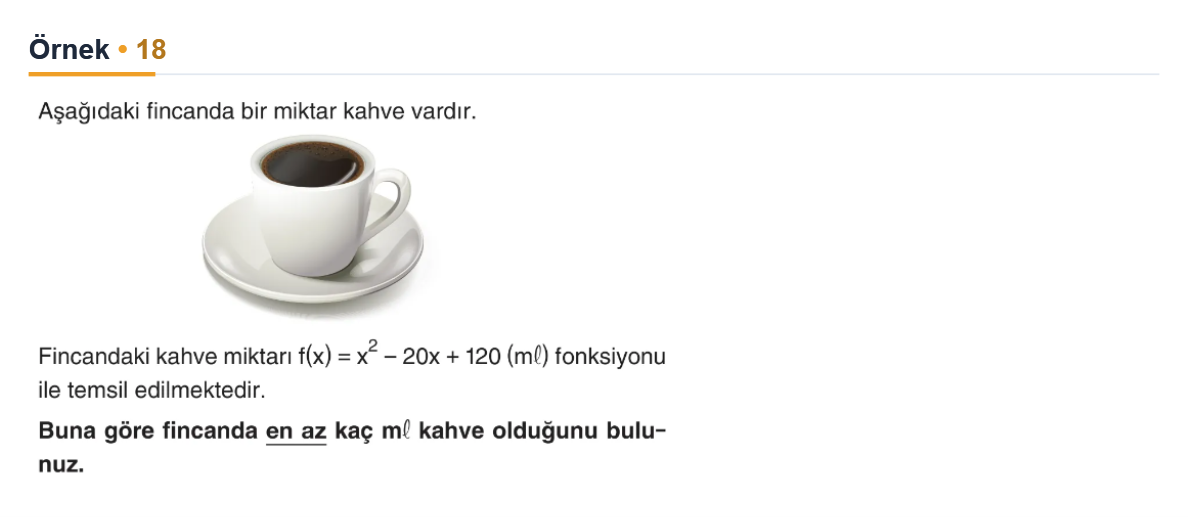 Örnek • 18
Aşağıdaki fincanda bir miktar kahve vardır.
Fincandaki kahve miktarı f(x) = x² – 20x + 120 (mℓ) fonksiyonu
ile temsil edilmektedir.
Buna göre fincanda en az kaç mℓ kahve olduğunu bulu-
nuz.